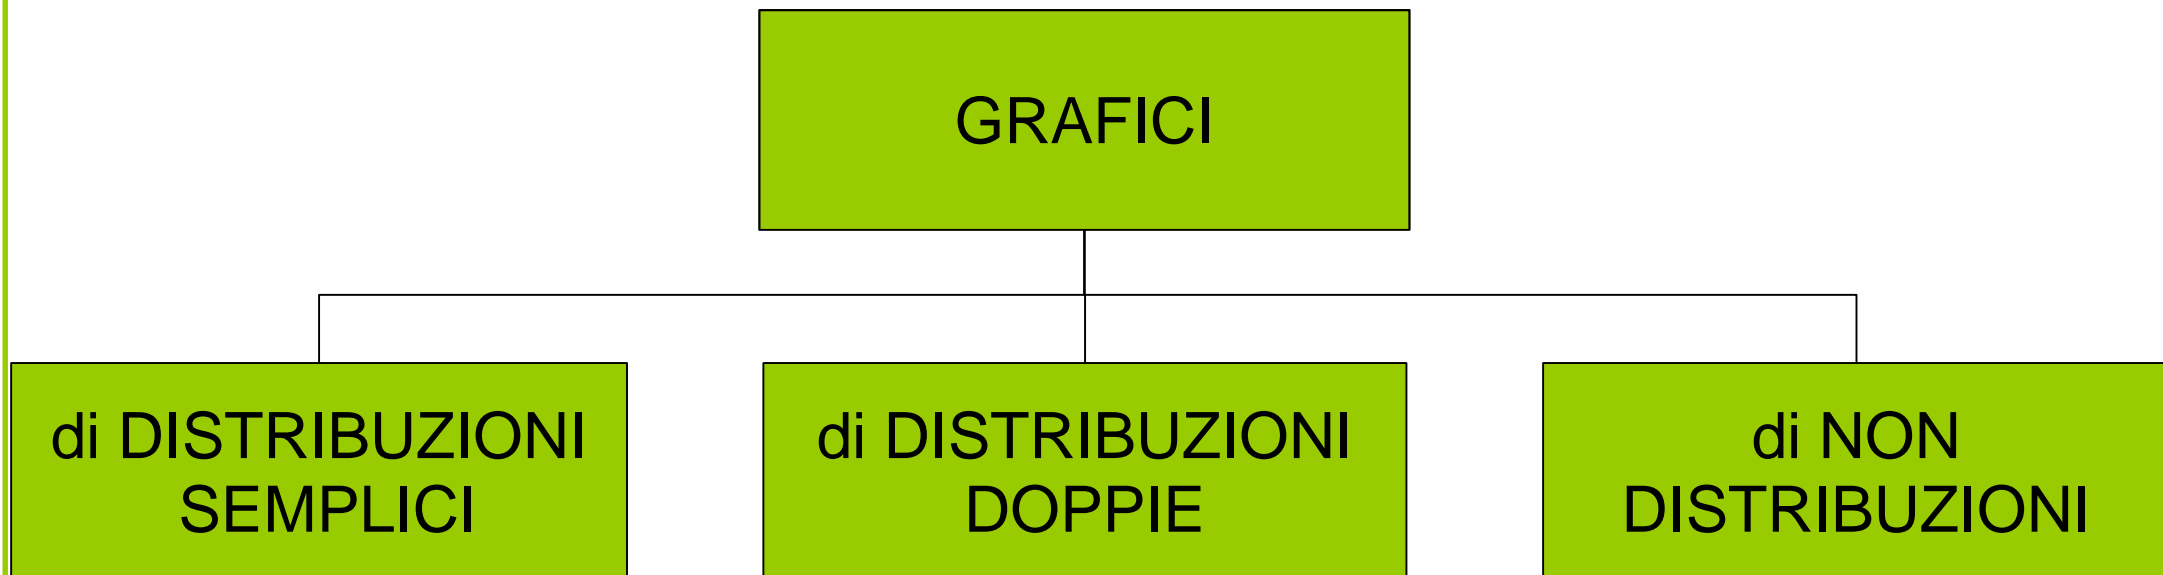 GRAFICI
di DISTRIBUZIONI
SEMPLICI
di DISTRIBUZIONI
DOPPIE
di NON
DISTRIBUZIONI